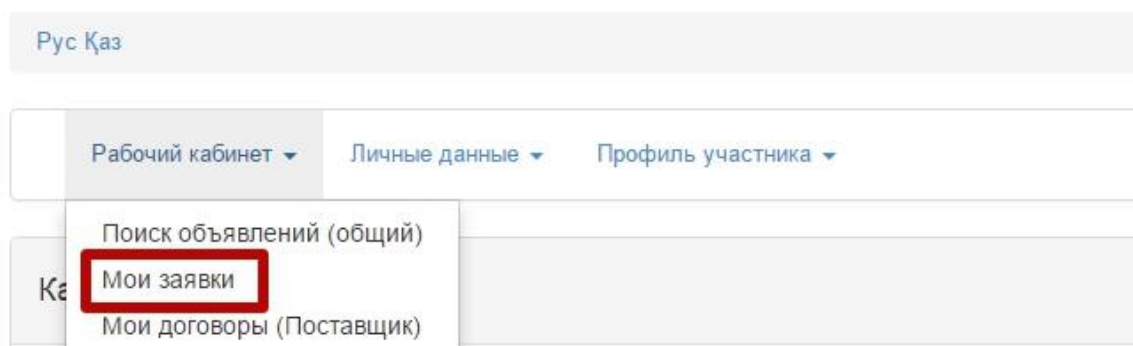 Рус Қаз
Рабочий кабинет Личные данные Профиль участника
Поиск объявлений (общий)
Мои заявки
Мои договоры (Поставщик)